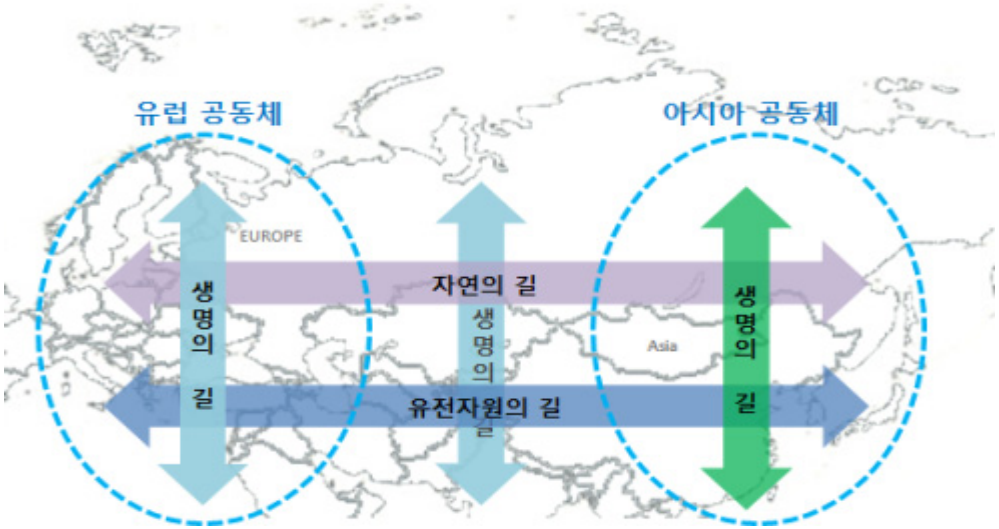 유럽 공동체
아시아 공동체
EUROPE
자연의 길
생명의 길
생명의 길
생명의 길
Asia
유전자원의 길